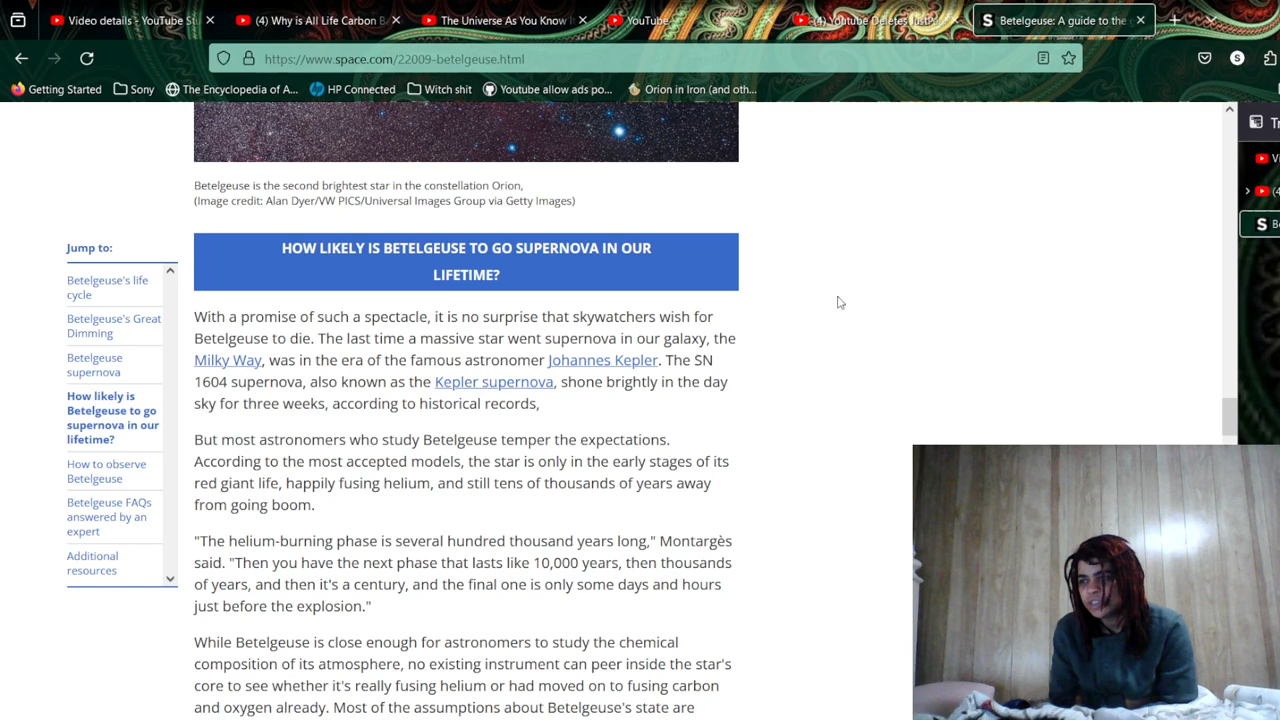 Video details - YouTube St
(4) Why is All Life Carbon B
The Universe As You Know I
YouTube
(4) Youtube Deletes JustP
Betelgeuse: A guide to the
https://www.space.com/22009-betelgeuse.html
Getting Started
Sony
The Encyclopedia of A...
HP Connected
Witch shit
Youtube allow ads po...
Orion in Iron (and oth...
Betelgeuse is the second brightest star in the constellation Orion,
(Image credit: Alan Dyer/VW PICS/Universal Images Group via Getty Images)
Jump to:
Betelgeuse's life
cycle
Betelgeuse's Great
Dimming
Betelgeuse
supernova
How likely is
Betelgeuse to go
supernova in our
lifetime?
How to observe
Betelgeuse
Betelgeuse FAQs
answered by an
expert
Additional
resources
HOW LIKELY IS BETELGEUSE TO GO SUPERNOVA IN OUR
LIFETIME?
With a promise of such a spectacle, it is no surprise that skywatchers wish for
Betelgeuse to die. The last time a massive star went supernova in our galaxy, the
Milky Way, was in the era of the famous astronomer Johannes Kepler. The SN
1604 supernova, also known as the Kepler supernova, shone brightly in the day
sky for three weeks, according to historical records,
But most astronomers who study Betelgeuse temper the expectations.
According to the most accepted models, the star is only in the early stages of its
red giant life, happily fusing helium, and still tens of thousands of years away
from going boom.
"The helium-burning phase is several hundred thousand years long," Montargès
said. "Then you have the next phase that lasts like 10,000 years, then thousands
of years, and then it's a century, and the final one is only some days and hours
just before the explosion."
While Betelgeuse is close enough for astronomers to study the chemical
composition of its atmosphere, no existing instrument can peer inside the star's
core to see whether it's really fusing helium or had moved on to fusing carbon
and oxygen already. Most of the assumptions about Betelgeuse's state are